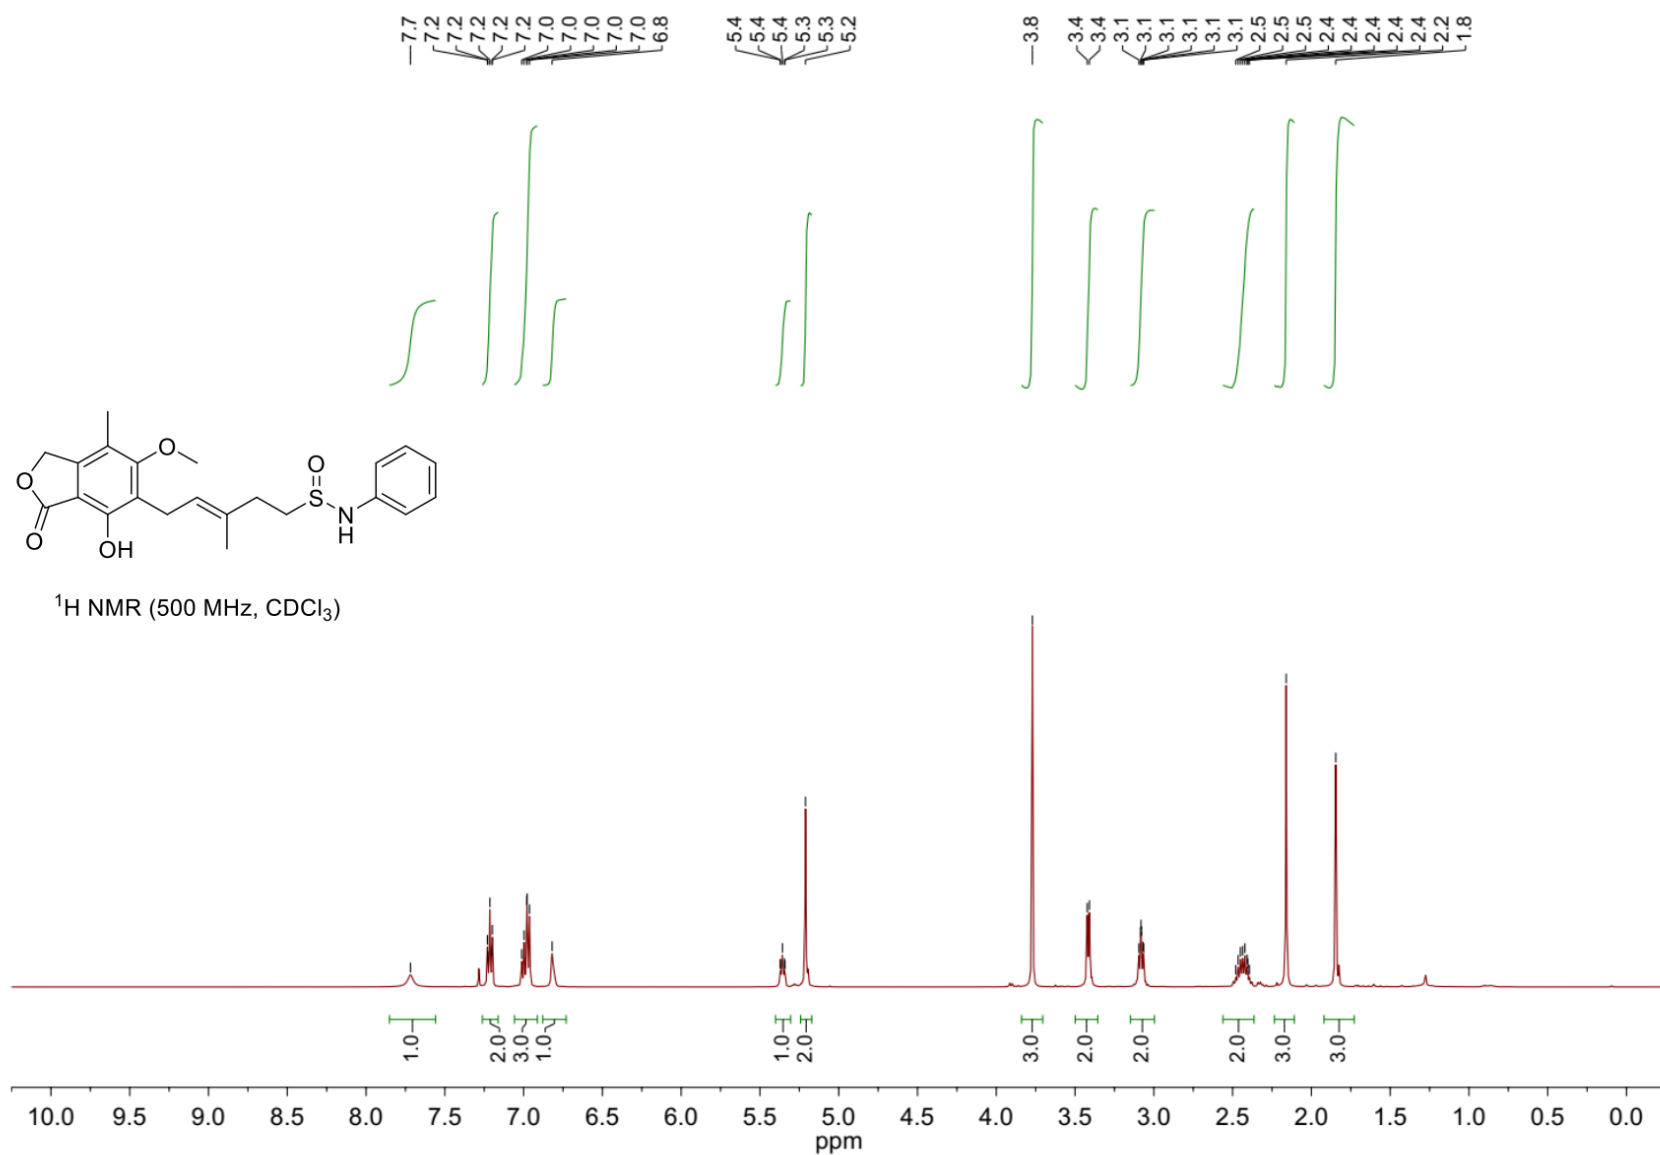 7.7 7.2 7.2 7.2 7.2 7.2 7.0 7.0 7.0 7.0 7.0 6.8 5.4 5.4 5.4 5.3 5.3 5.2 3.8 3.4 3.4 3.1 3.1 3.1 3.1 3.1 3.1 2.5 2.5 2.5 2.4 2.4 2.4 2.4 2.4 2.2 1.8
O
O
O
S
N
H
O
OH
¹H NMR (500 MHz, CDCl₃)
1.0 2.0 3.0 1.0 1.0 2.0 3.0 2.0 2.0 2.0 3.0 3.0
10.0 9.5 9.0 8.5 8.0 7.5 7.0 6.5 6.0 5.5 5.0 4.5 4.0 3.5 3.0 2.5 2.0 1.5 1.0 0.5 0.0
ppm